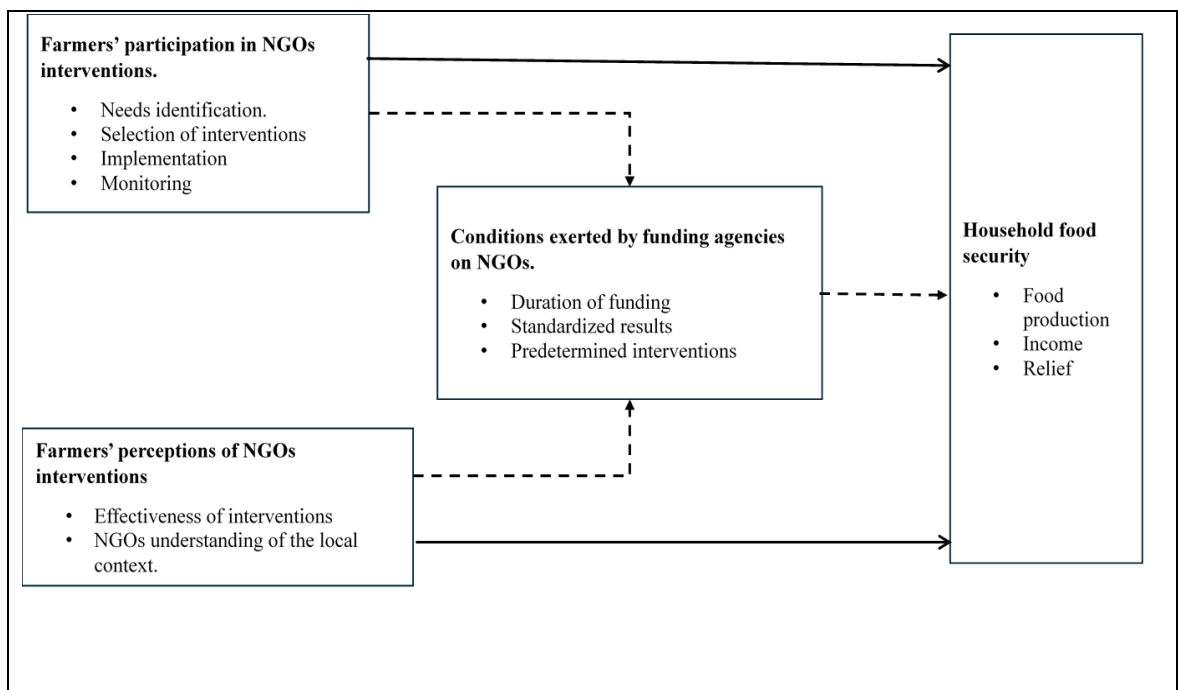 Farmers’ participation in NGOs
interventions.
• Needs identification.
• Selection of interventions
• Implementation
• Monitoring
Conditions exerted by funding agencies
on NGOs.
• Duration of funding
• Standardized results
• Predetermined interventions
Farmers’ perceptions of NGOs
interventions
• Effectiveness of interventions
• NGOs understanding of the local
context.
Household food
security
• Food
production
• Income
• Relief